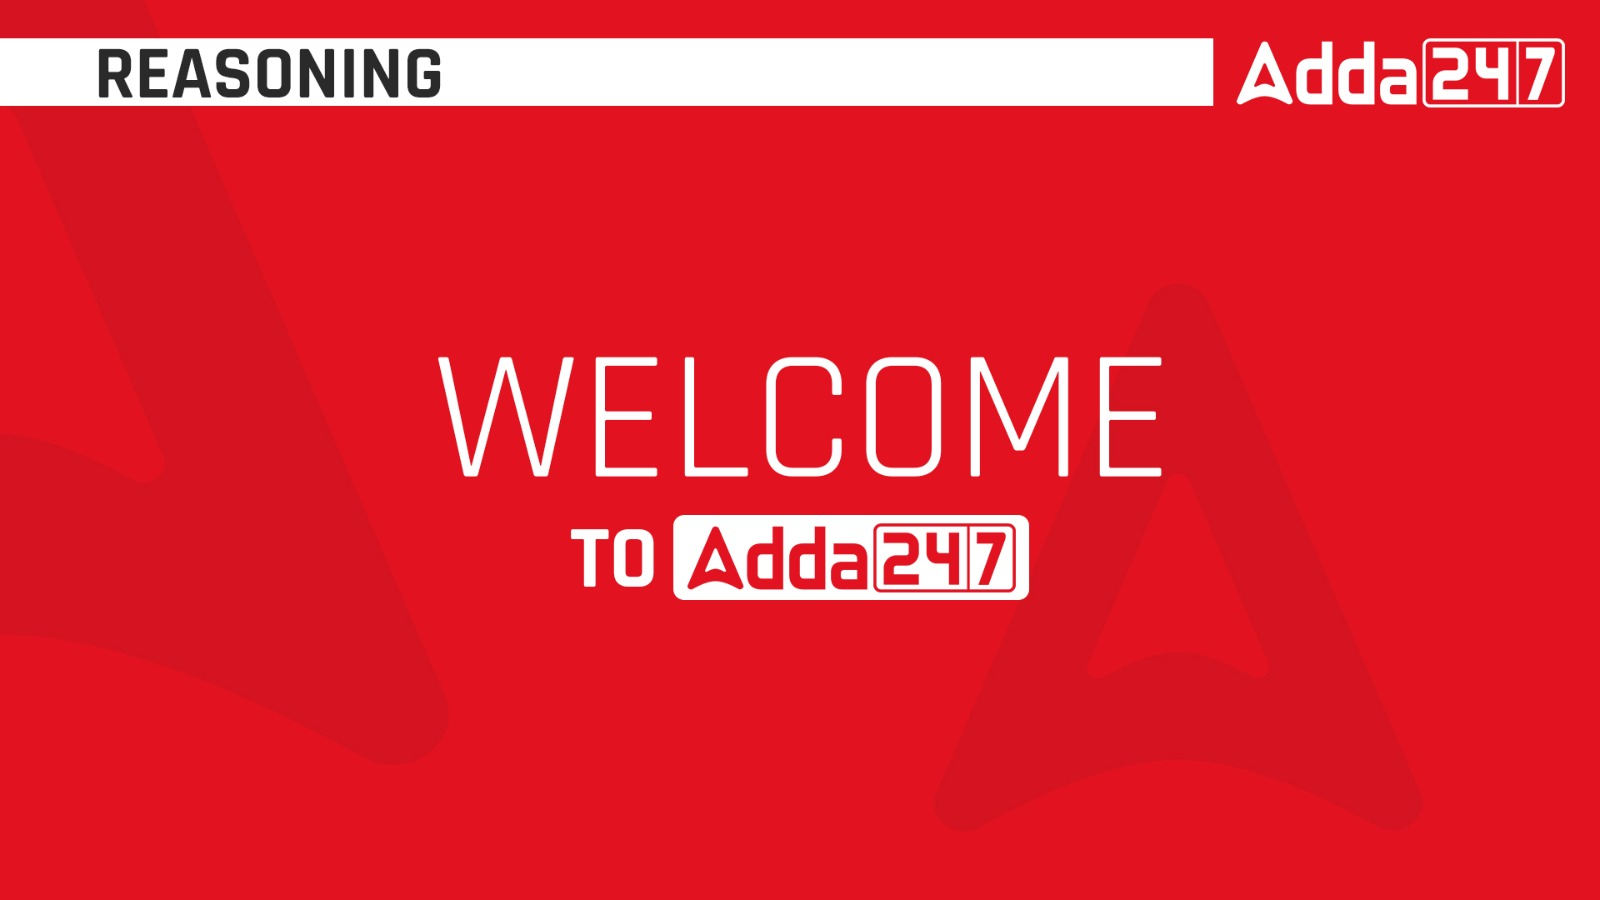 REASONING
Adda247
WELCOME
TO Adda247